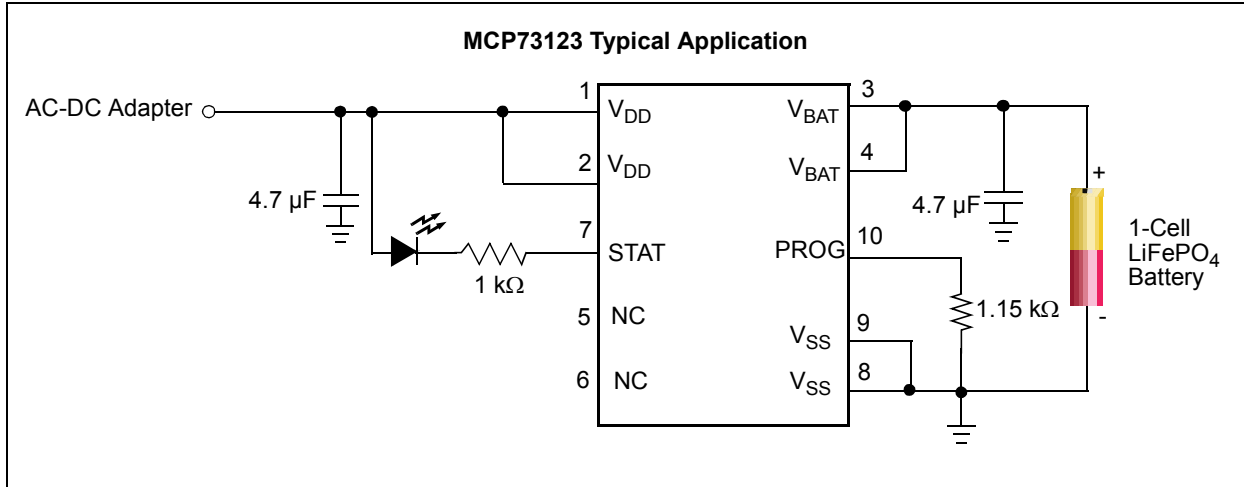 MCP73123 Typical Application
AC-DC Adapter
1
VDD
2
VDD
4.7 µF
7
STAT
1 kΩ
5
NC
6
NC
3
VBAT
4
VBAT
4.7 µF
10
PROG
1.15 kΩ
9
VSS
8
VSS
+
1-Cell
LiFePO4
Battery
-